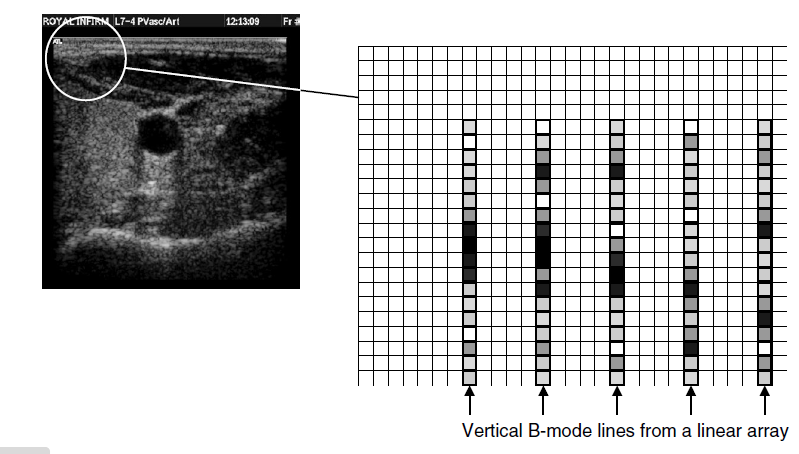 ROYAL INFIRM L7-4 PVasc/Art 12:13:09 Fr
Vertical B-mode lines from a linear array